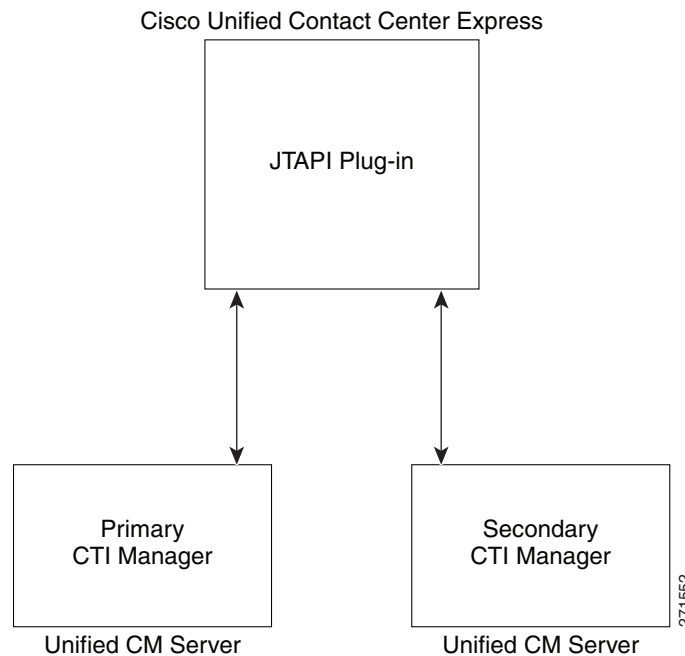 Cisco Unified Contact Center Express
JTAPI Plug-in
Primary
CTI Manager
Secondary
CTI Manager
271552
Unified CM Server
Unified CM Server